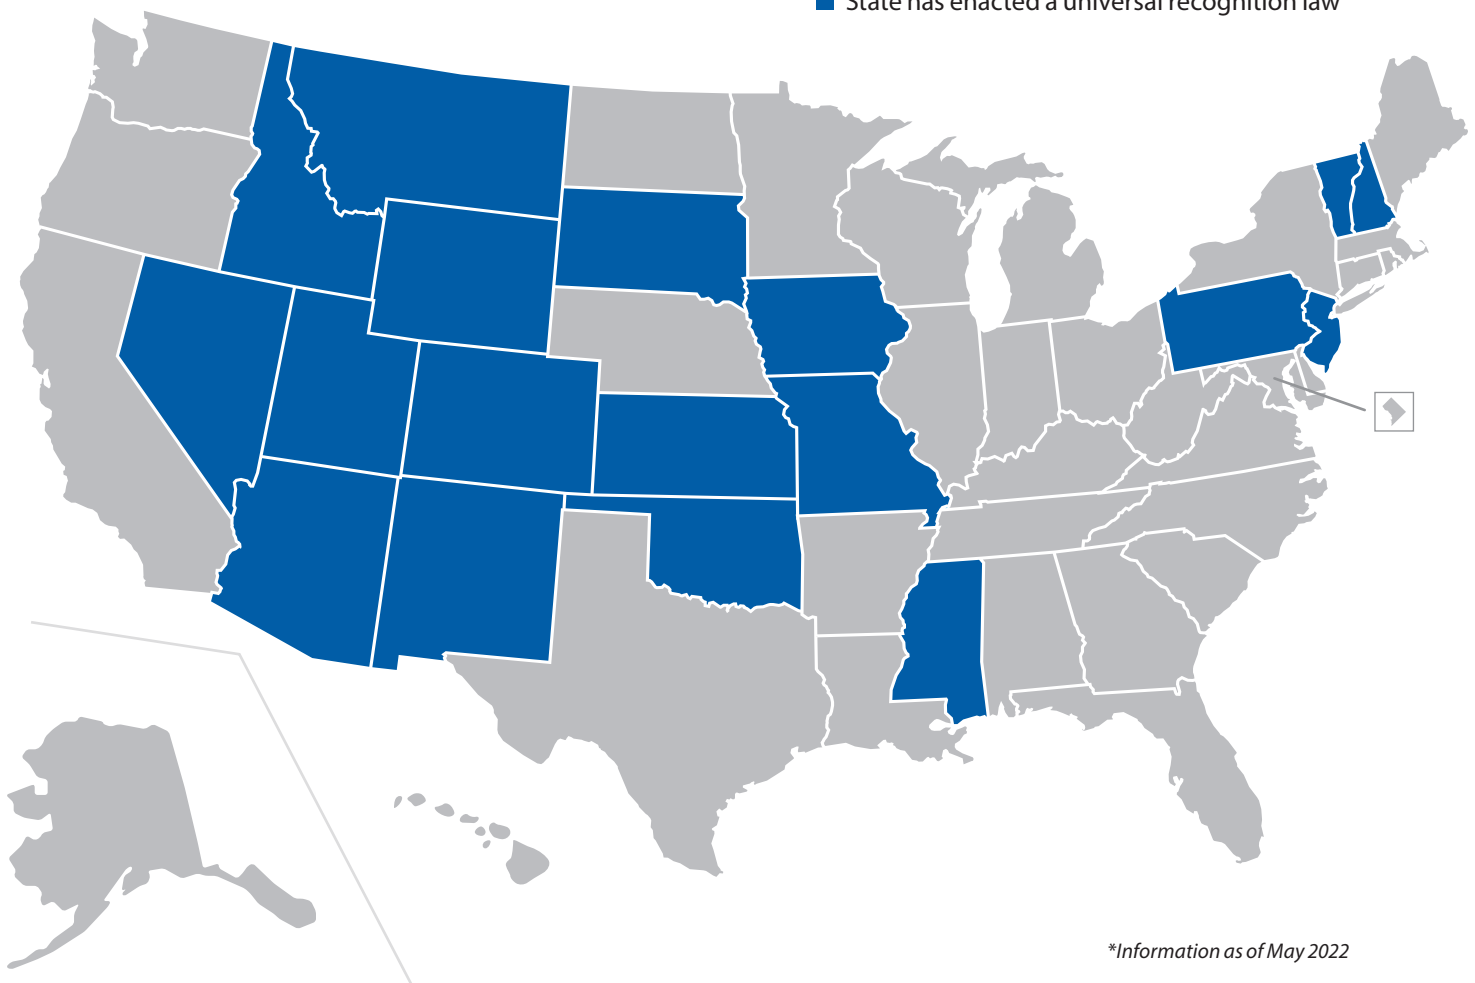 State has enacted a universal recognition law
*Information as of May 2022